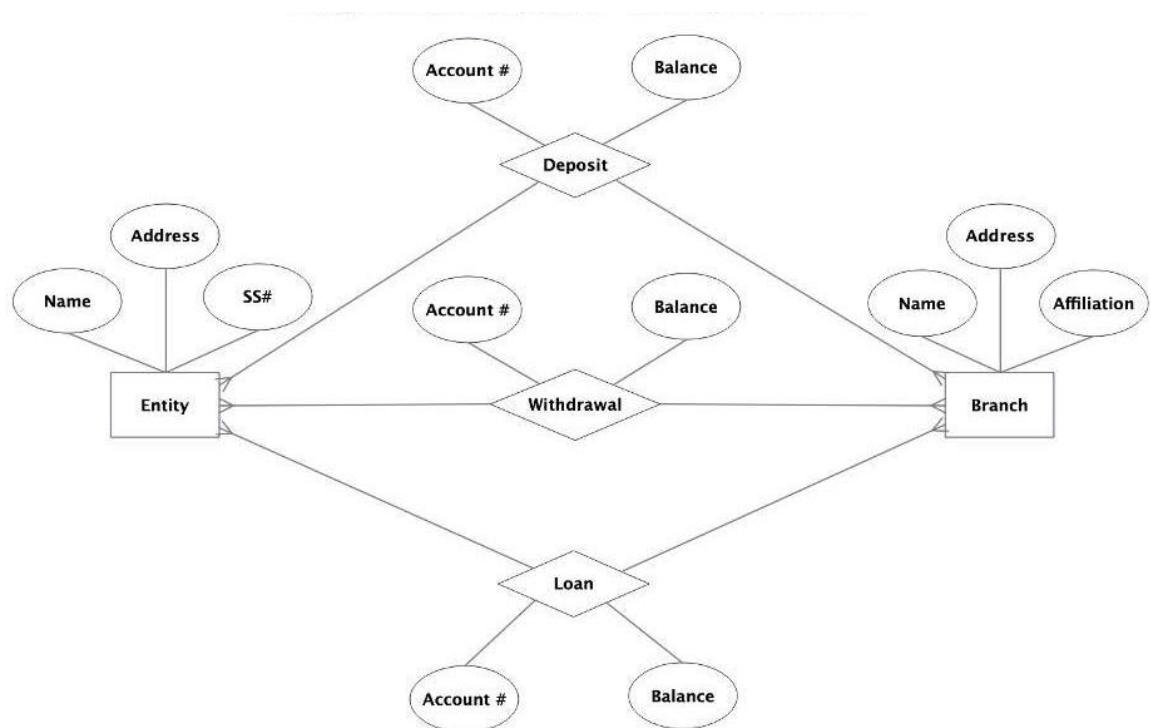 Account #
Balance
Deposit
Address
Address
Name
SS#
Account #
Balance
Name
Affiliation
Entity
Withdrawal
Branch
Loan
Account #
Balance